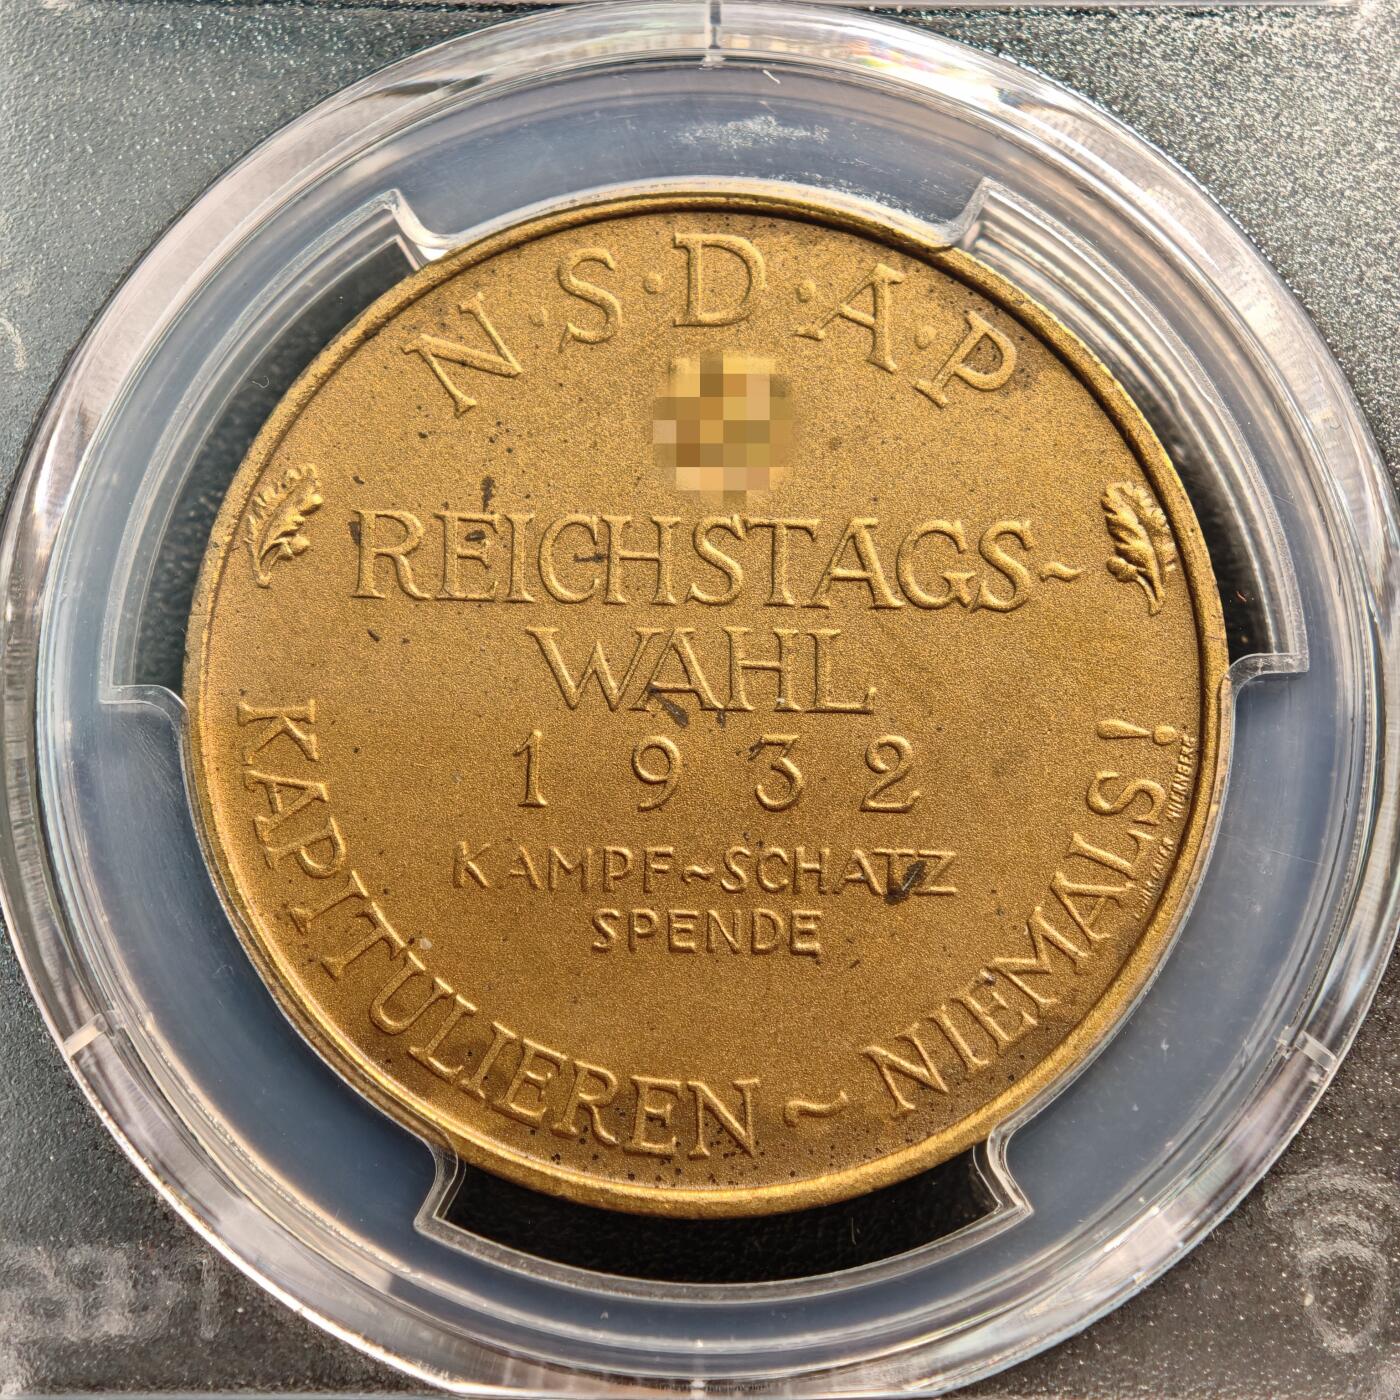 N·S·D·A·P
REICHSTAGS~
WAHL
1932
KAMPF~SCHATZ
SPENDE
KAPITULIEREN ~ NIEMALS!